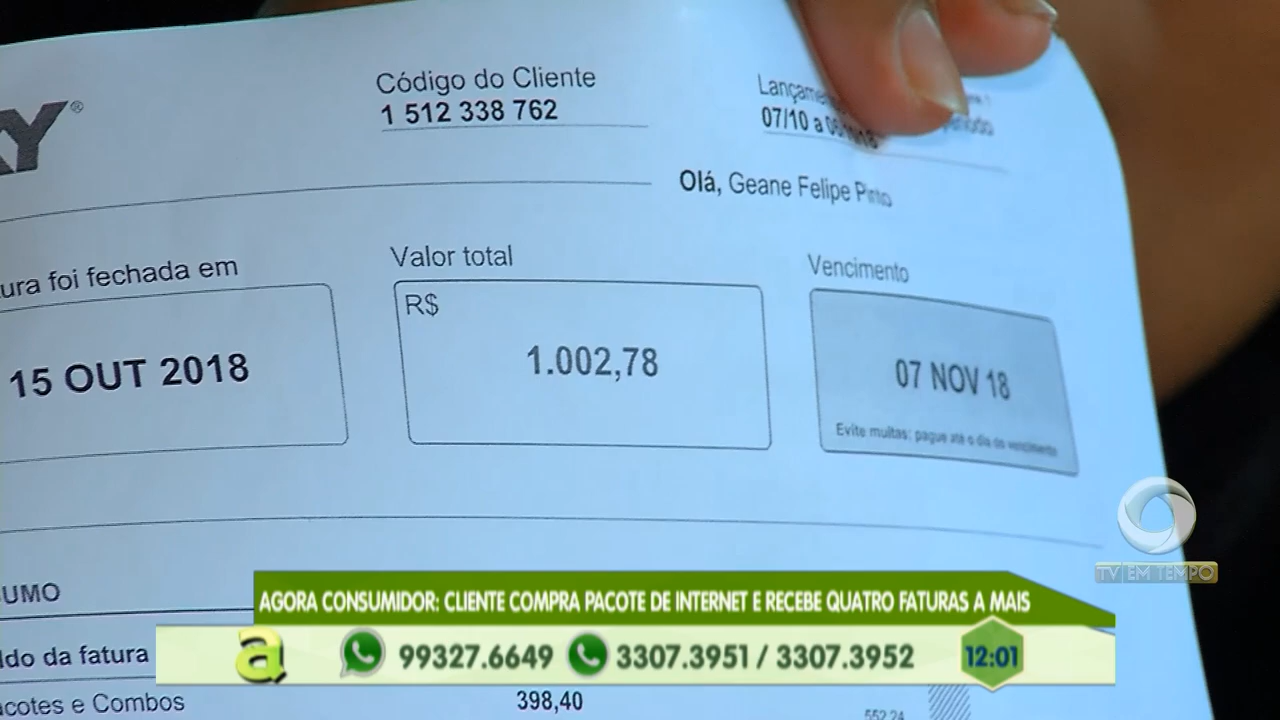 KY®
Código do Cliente
1 512 338 762
07/10 a
Olá, Geane Felipe Pinto
ura foi fechada em
15 OUT 2018
Valor total
R$
1.002,78
Vencimento
07 NOV 18
Evite multas: pague até o dia do vencimento
UMO
ldo da fatura
acotes e Combos
398,40
552,24
TV EM TEMPO
AGORA CONSUMIDOR: CLIENTE COMPRA PACOTE DE INTERNET E RECEBE QUATRO FATURAS A MAIS
a 99327.6649 3307.3951 / 3307.3952 12:01